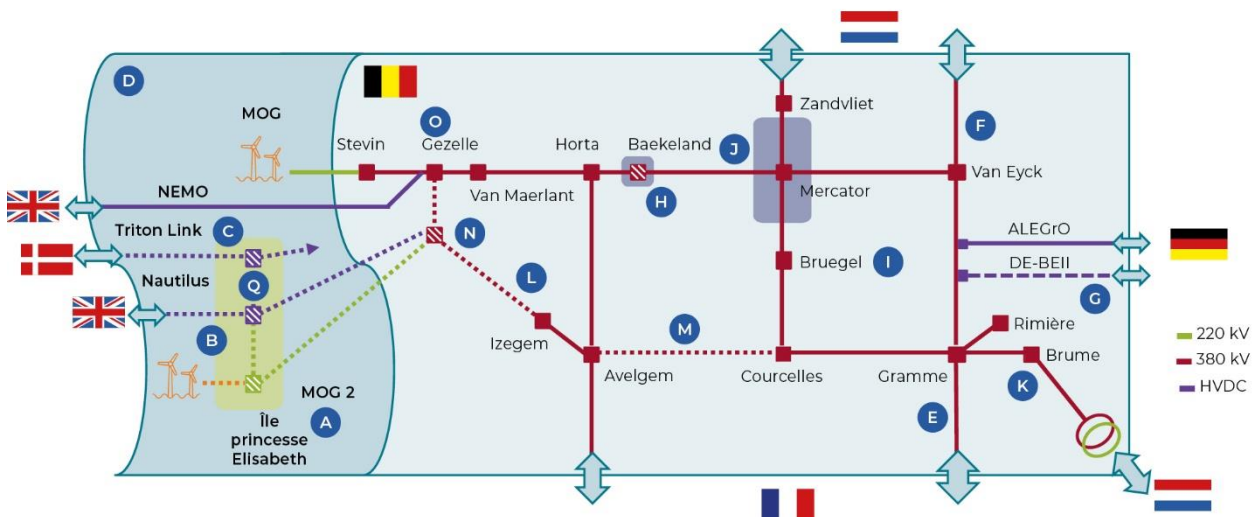 D
MOG
O
Stevin
Gezelle
Horta
Baekeland
J
Zandvliet
F
NEMO
Van Maerlant
H
Mercator
Van Eyck
Triton Link
C
N
ALEGrO
Nautilus
Q
L
Bruegel
I
DE-BEII
G
B
Izegem
M
Rimière
220 kV
380 kV
HVDC
MOG 2
A
Avelgem
Courcelles
Gramme
Brume
K
Île
princesse
Elisabeth
E